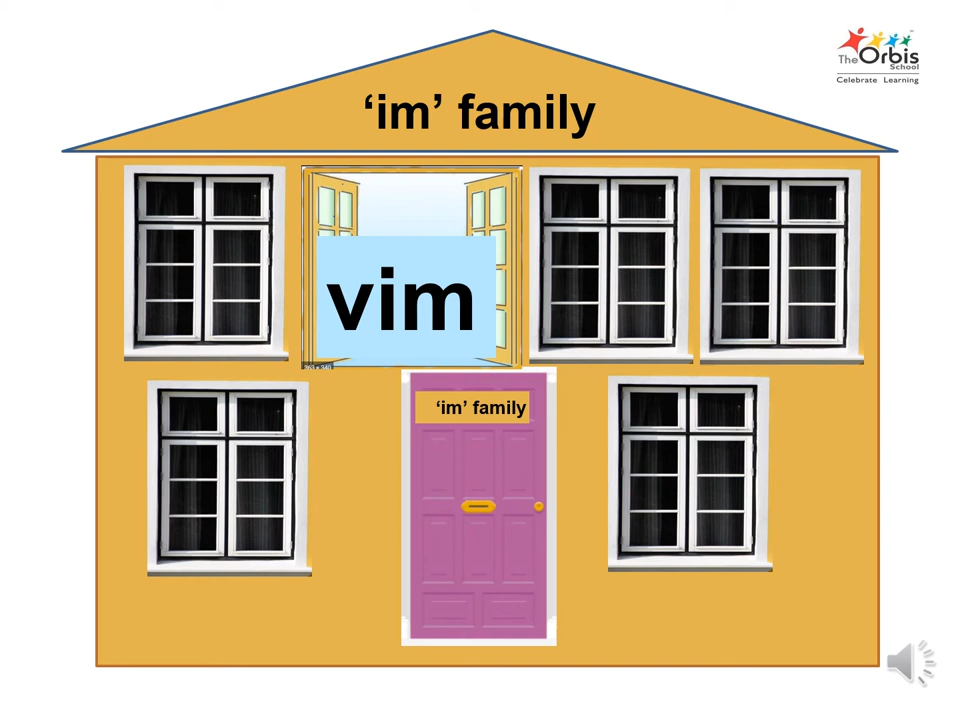 The Orbis
School
Celebrate Learning
‘im’ family
vim
‘im’ family